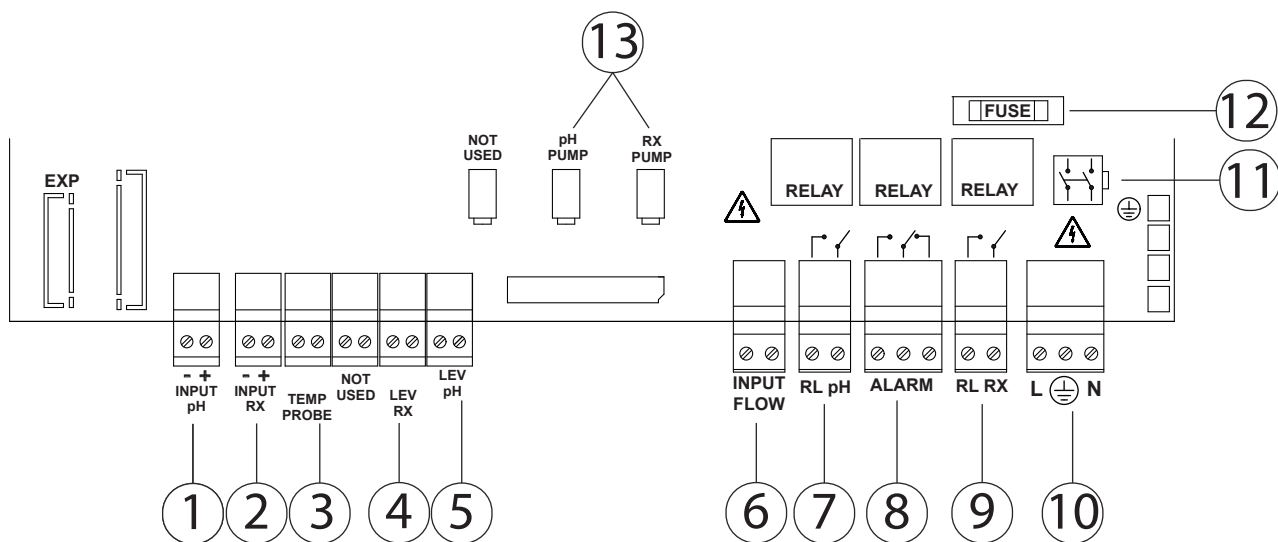 13
FUSE
12
NOT
USED
pH
PUMP
RX
PUMP
EXP
RELAY
RELAY
RELAY
11
- +
INPUT
pH
- +
INPUT
RX
TEMP
PROBE
NOT
USED
LEV
RX
LEV
pH
INPUT
FLOW
RL pH
ALARM
RL RX
L N
1
2
3
4
5
6
7
8
9
10